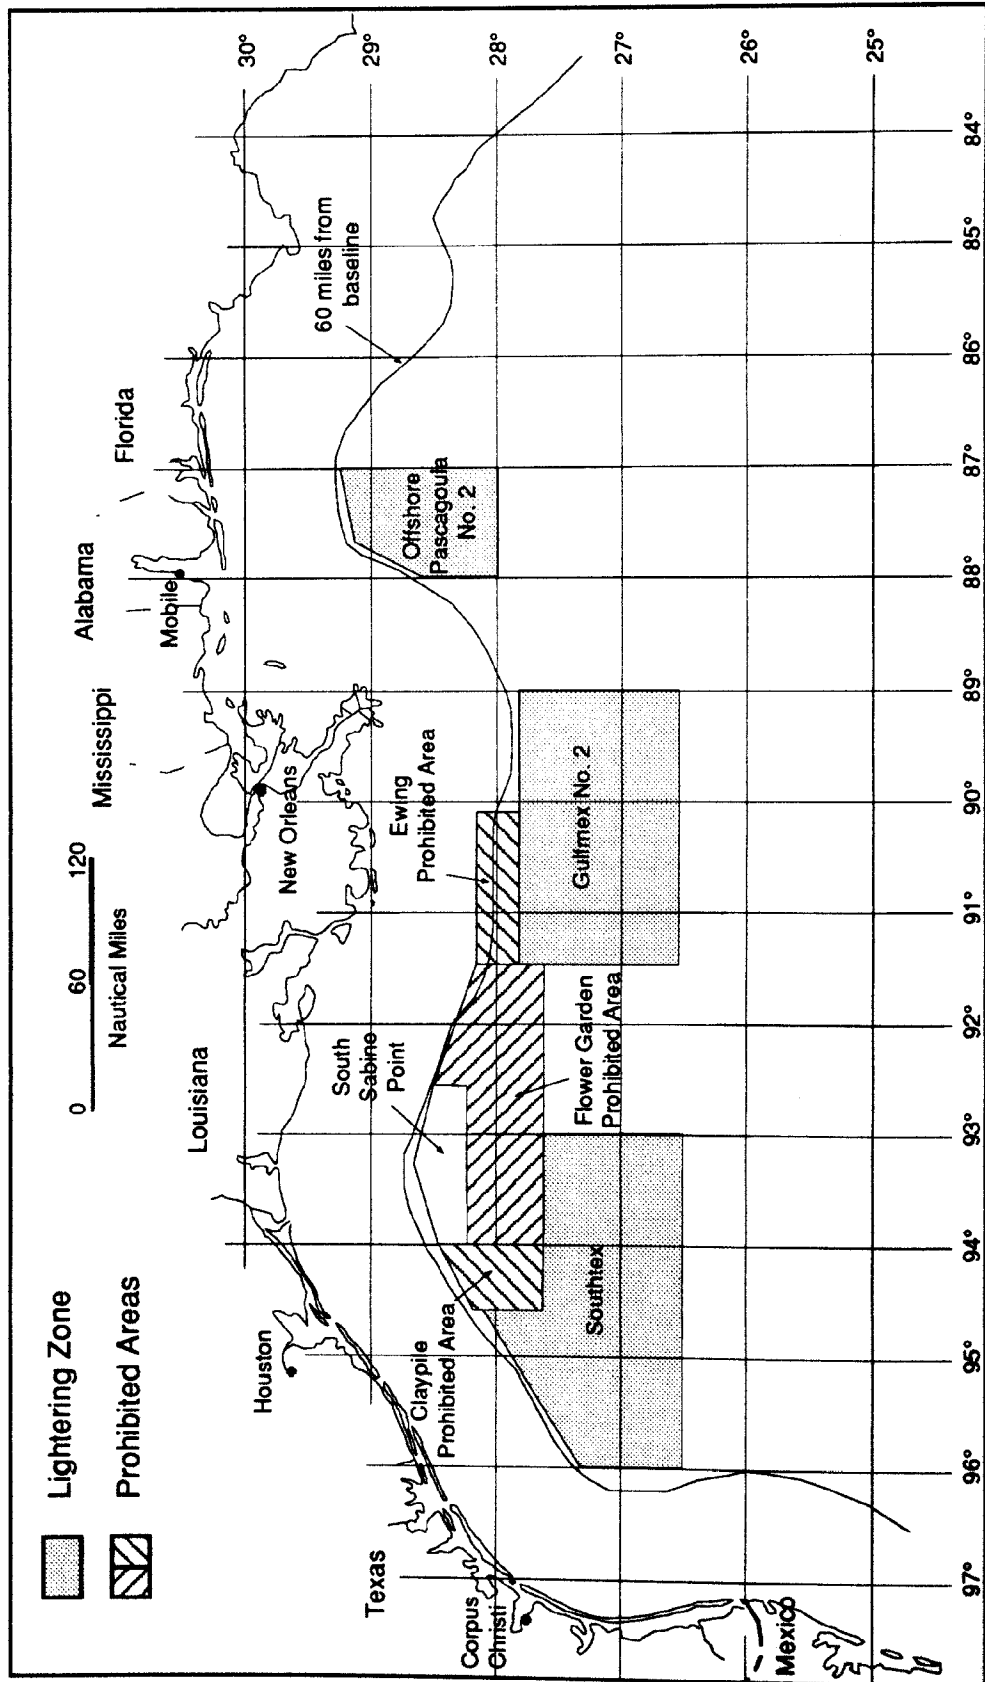 Lightering Zone
Prohibited Areas
0 60 120
Nautical Miles
Texas
Louisiana
Mississippi
Alabama
Florida
Houston
Corpus
Christi
New Orleans
Mobile
Mexico
60 miles from
baseline
South
Sabine
Point
Claypile
Prohibited Area
Ewing
Prohibited Area
Flower Garden
Prohibited Area
Southtex
Gulfmex No. 2
Offshore
Pascagoula
No. 2
30°
29°
28°
27°
26°
25°
97°
96°
95°
94°
93°
92°
91°
90°
89°
88°
87°
86°
85°
84°